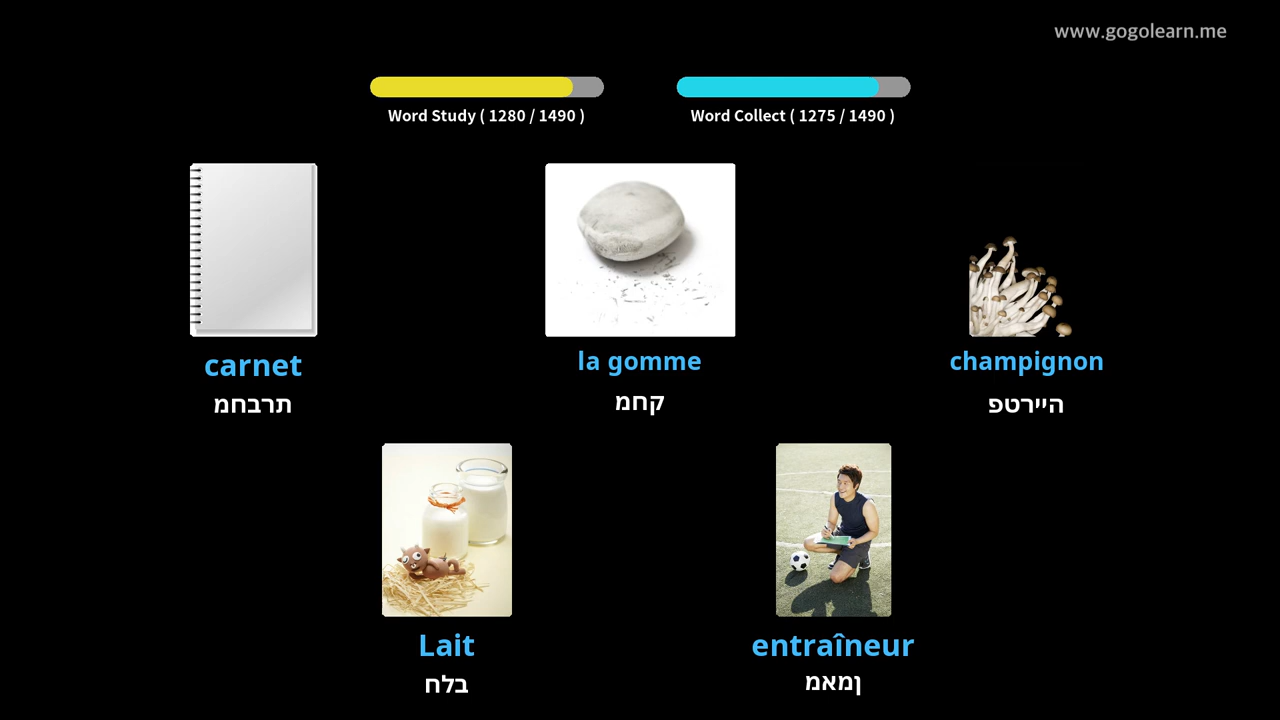 www.gogolearn.me
Word Study ( 1280 / 1490 )
Word Collect ( 1275 / 1490 )
carnet
תרבחמ
la gomme
קחמ
champignon
היירטפ
Lait
בלח
entraîneur
ןמאמ